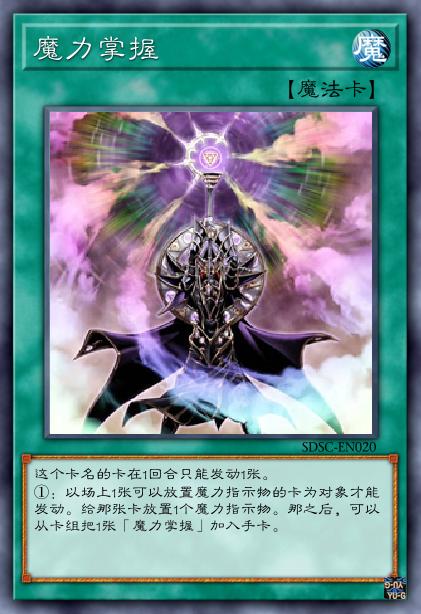 魔力掌握
魔
【魔法卡】
SDSC-EN020
这个卡名的卡在1回合只能发动1张。
①：以场上1张可以放置魔力指示物的卡为对象才能
发动。给那张卡放置1个魔力指示物。那之后，可以
从卡组把1张「魔力掌握」加入手卡。